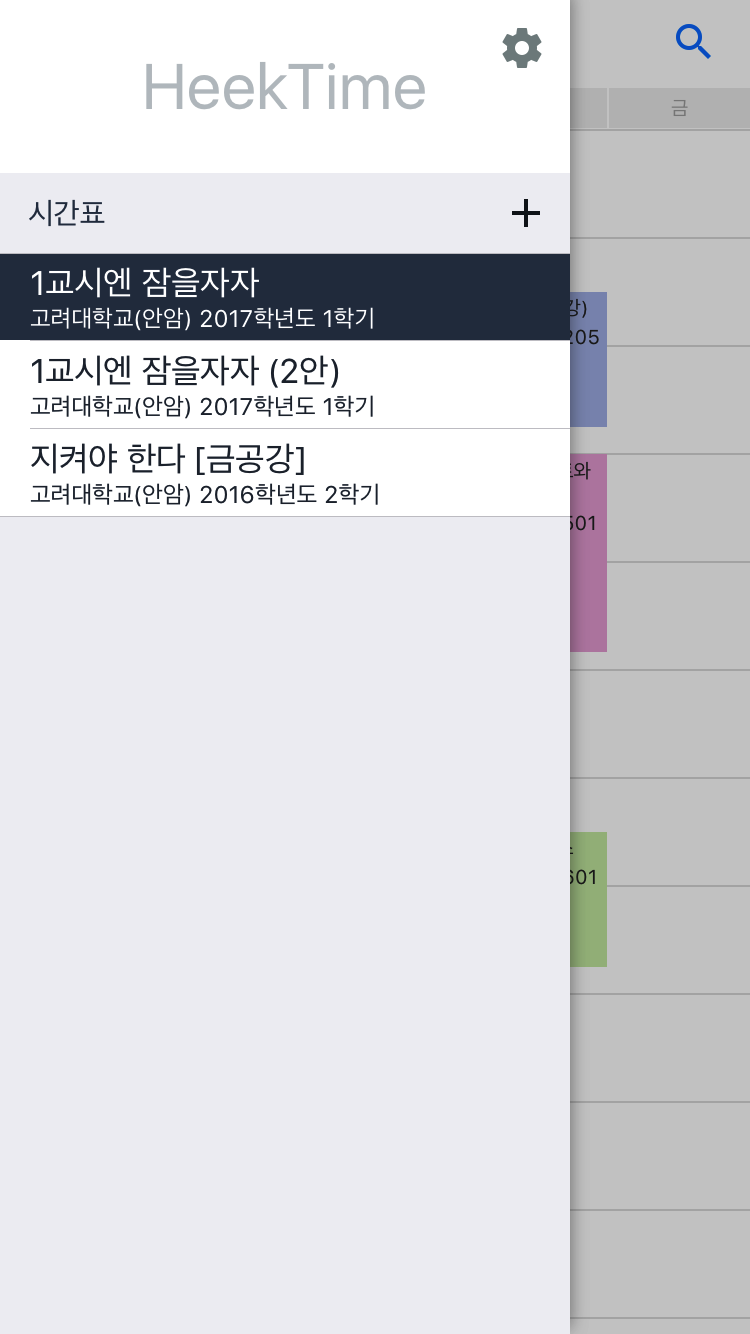 HeekTime
시간표
1교시엔 잠을자자
고려대학교(안암) 2017학년도 1학기
1교시엔 잠을자자 (2안)
고려대학교(안암) 2017학년도 1학기
지켜야 한다 [금공강]
고려대학교(안암) 2016학년도 2학기
금
강)
205
와
501
601